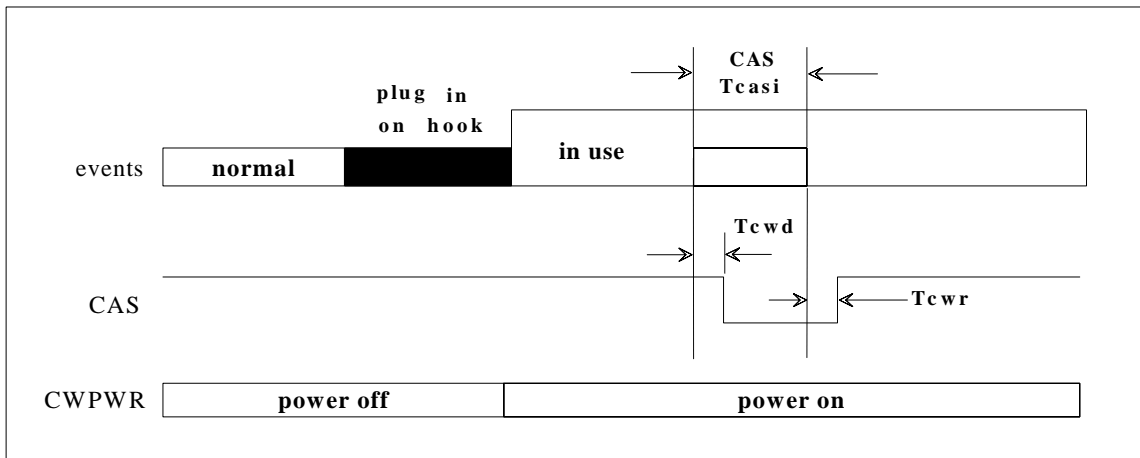 CAS
Tcasi
plug in
on hook
events
normal
in use
Tcwd
CAS
Tcwr
CWPWR
power off
power on